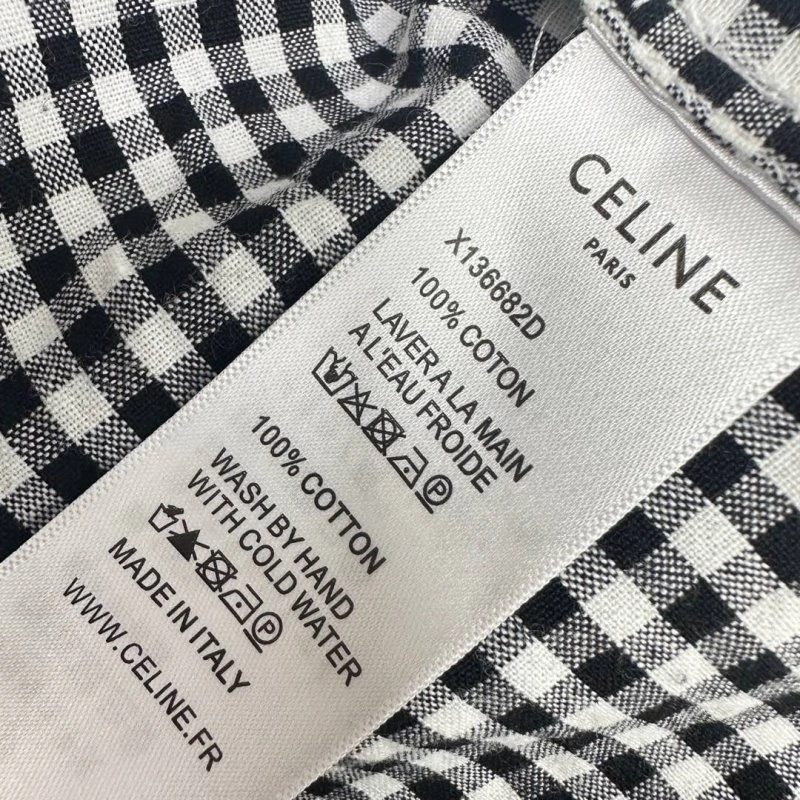 CELINE
PARIS
X136682D
100% COTON
LAVER A LA MAIN
A L'EAU FROIDE
P
100% COTTON
WASH BY HAND
WITH COLD WATER
P
MADE IN ITALY
WWW.CELINE.FR